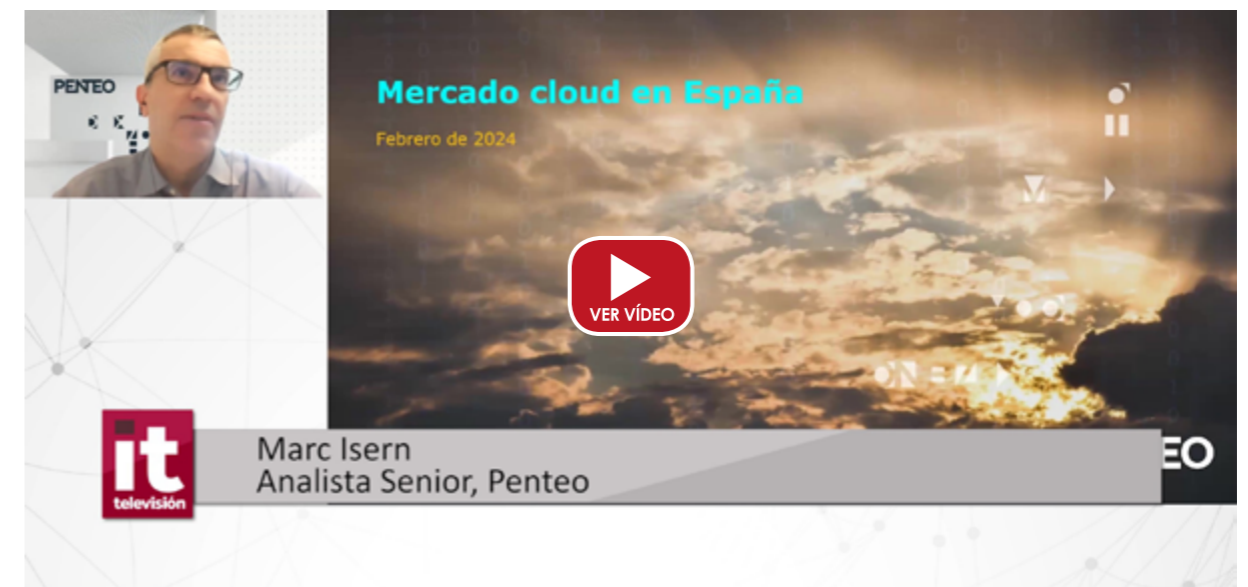 PENTEO
Mercado cloud en España
Febrero de 2024
VER VÍDEO
it
televisión
Marc Isern
Analista Senior, Penteo
EO